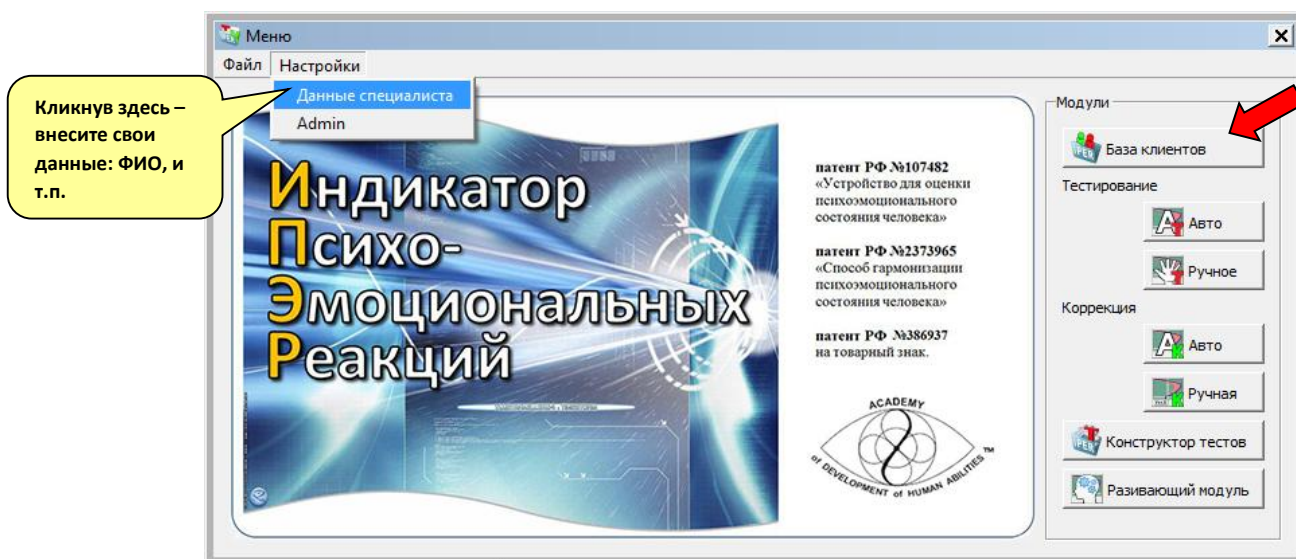 Меню
Файл Настройки
Данные специалиста
Admin
Кликнув здесь –
внесите свои
данные: ФИО, и
т.п.
Индикатор
Психо-
Эмоциональных
Реакций
патент РФ №107482
«Устройство для оценки
психоэмоционального
состояния человека»
патент РФ №2373965
«Способ гармонизации
психоэмоционального
состояния человека»
патент РФ №386937
на товарный знак.
ACADEMY
of DEVELOPMENT of HUMAN ABILITIES ™
Модули
База клиентов
Тестирование
Авто
Ручное
Коррекция
Авто
Ручная
Конструктор тестов
Разивающий модуль